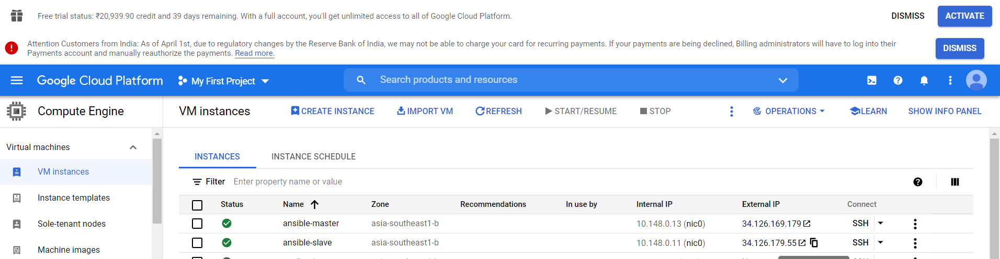 Free trial status: ₹20,939.90 credit and 39 days remaining. With a full account, you'll get unlimited access to all of Google Cloud Platform.
DISMISS
ACTIVATE
Attention Customers from India: As of April 1st, due to regulatory changes by the Reserve Bank of India, we may not be able to charge your card for recurring payments. If your payments are being declined, Billing administrators will have to log into their
Payments account and manually reauthorize the payments. Read more.
DISMISS
Google Cloud Platform
My First Project
Search products and resources
Compute Engine
VM instances
CREATE INSTANCE
IMPORT VM
REFRESH
START/RESUME
STOP
OPERATIONS
LEARN
SHOW INFO PANEL
Virtual machines
VM instances
Instance templates
Sole-tenant nodes
Machine images
INSTANCES
INSTANCE SCHEDULE
Filter
Enter property name or value
Status Name Zone Recommendations In use by Internal IP External IP Connect
ansible-master asia-southeast1-b 10.148.0.13 (nic0) 34.126.169.179 SSH
ansible-slave asia-southeast1-b 10.148.0.11 (nic0) 34.126.179.55 SSH